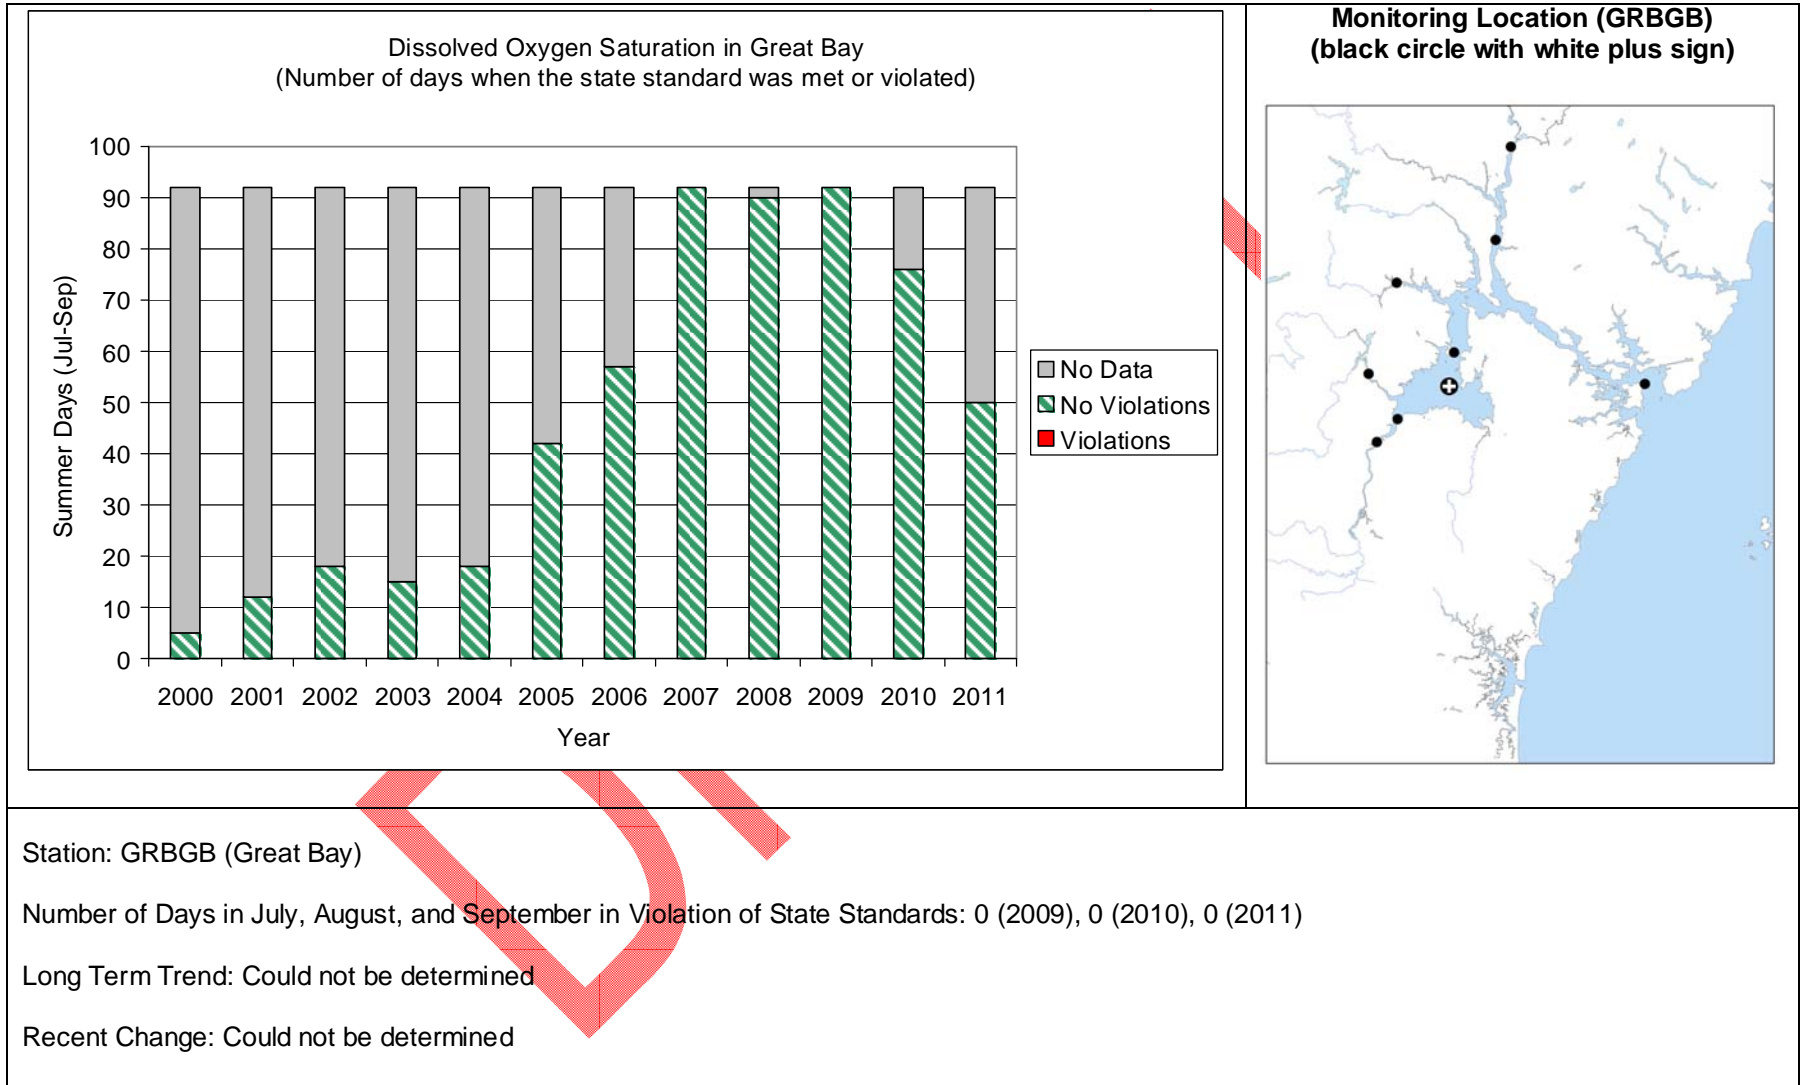 Dissolved Oxygen Saturation in Great Bay
(Number of days when the state standard was met or violated)
100
90
80
70
60
50
40
30
20
10
0
Summer Days (Jul-Sep)
2000 2001 2002 2003 2004 2005 2006 2007 2008 2009 2010 2011
Year
No Data
No Violations
Violations
Monitoring Location (GRBGB)
(black circle with white plus sign)
Station: GRBGB (Great Bay)
Number of Days in July, August, and September in Violation of State Standards: 0 (2009), 0 (2010), 0 (2011)
Long Term Trend: Could not be determined
Recent Change: Could not be determined